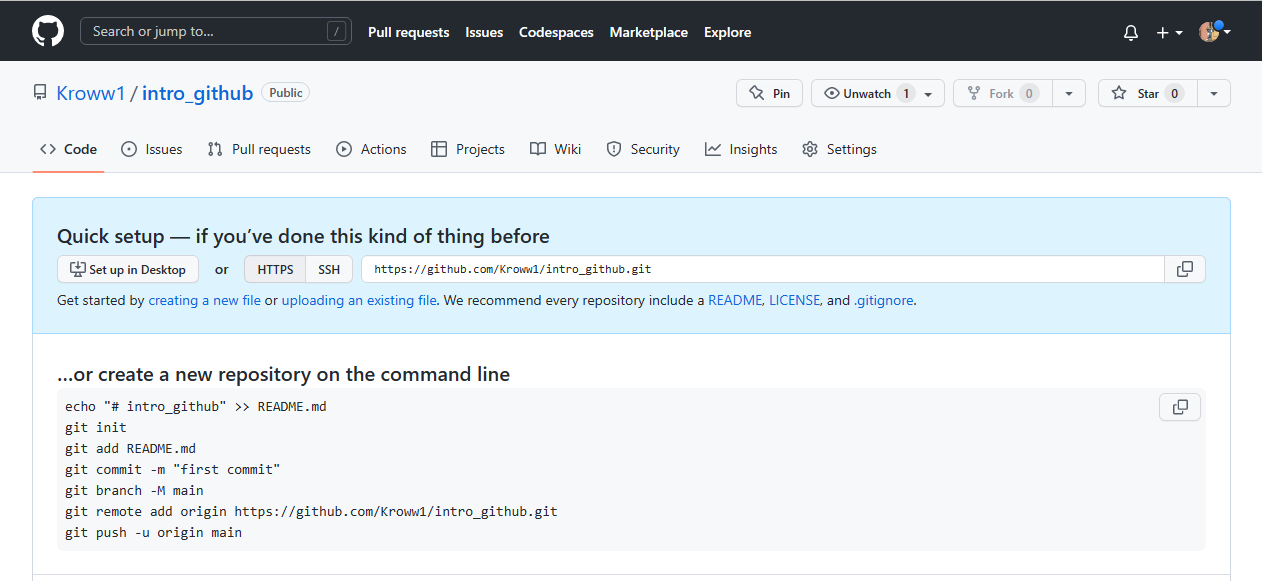 Search or jump to... /
Pull requests Issues Codespaces Marketplace Explore
Kroww1 / intro_github Public
Pin Unwatch 1 Fork 0 Star 0
<> Code Issues Pull requests Actions Projects Wiki Security Insights Settings
Quick setup — if you’ve done this kind of thing before
Set up in Desktop or HTTPS SSH https://github.com/Kroww1/intro_github.git
Get started by creating a new file or uploading an existing file. We recommend every repository include a README, LICENSE, and .gitignore.
…or create a new repository on the command line
echo "# intro_github" >> README.md
git init
git add README.md
git commit -m "first commit"
git branch -M main
git remote add origin https://github.com/Kroww1/intro_github.git
git push -u origin main